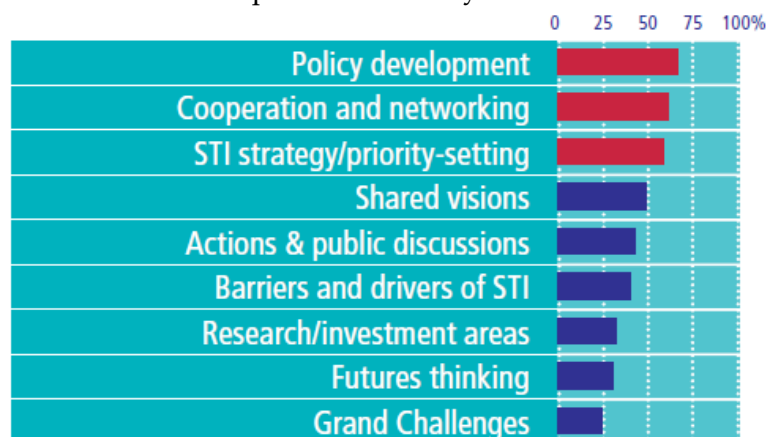 0 25 50 75 100%
Policy development
Cooperation and networking
STI strategy/priority-setting
Shared visions
Actions & public discussions
Barriers and drivers of STI
Research/investment areas
Futures thinking
Grand Challenges